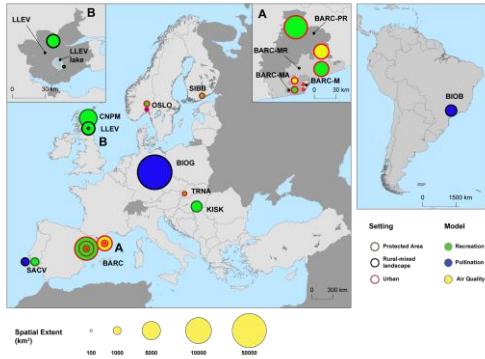 B
LLEV
LLEV
lake
0 30
km
A
BARC-PR
BARC-MR
BARC-MA
BARC-M
0 30
km
CNPM
LLEV
B
OSLO
SIBB
BIOG
TRNA
KISK
A
BARC
SACV
0 300
km
BIOB
0 1500
km
Setting
Protected Area
Rural-mixed
landscape
Urban
Model
Recreation
Pollination
Air Quality
Spatial Extent
(km²)
100 1000 5000 10000 50000